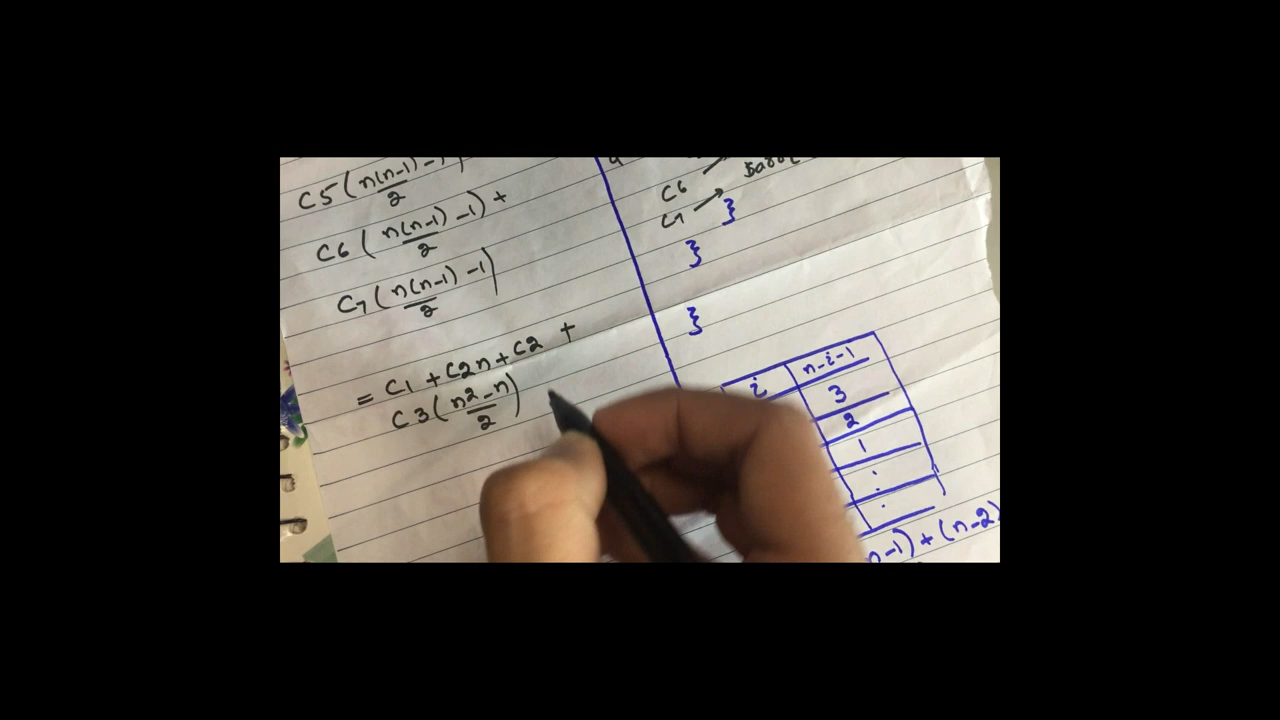 C5(n(n-1)/2 -1)
C6(n(n-1)/2 -1)+
C7(n(n-1)/2 -1)
= C1 + C2n + C2 +
C3(n²-n/2)
C6
C7
}
}
}
i n-i-1
3
2
1
:
.
n-1)+(n-2)